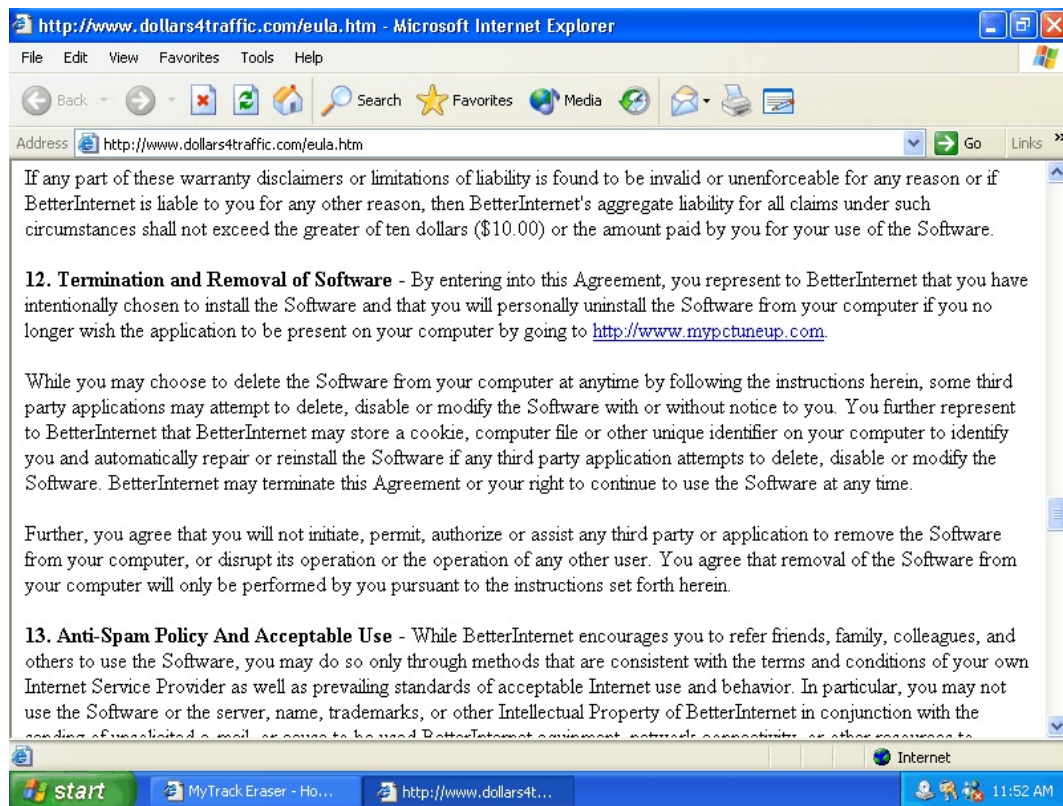 http://www.dollars4traffic.com/eula.htm - Microsoft Internet Explorer
File Edit View Favorites Tools Help
Back Search Favorites Media
Address http://www.dollars4traffic.com/eula.htm Go Links »
If any part of these warranty disclaimers or limitations of liability is found to be invalid or unenforceable for any reason or if
BetterInternet is liable to you for any other reason, then BetterInternet's aggregate liability for all claims under such
circumstances shall not exceed the greater of ten dollars ($10.00) or the amount paid by you for your use of the Software.
12. Termination and Removal of Software - By entering into this Agreement, you represent to BetterInternet that you have
intentionally chosen to install the Software and that you will personally uninstall the Software from your computer if you no
longer wish the application to be present on your computer by going to http://www.mypctuneup.com.
While you may choose to delete the Software from your computer at anytime by following the instructions herein, some third
party applications may attempt to delete, disable or modify the Software with or without notice to you. You further represent
to BetterInternet that BetterInternet may store a cookie, computer file or other unique identifier on your computer to identify
you and automatically repair or reinstall the Software if any third party application attempts to delete, disable or modify the
Software. BetterInternet may terminate this Agreement or your right to continue to use the Software at any time.
Further, you agree that you will not initiate, permit, authorize or assist any third party or application to remove the Software
from your computer, or disrupt its operation or the operation of any other user. You agree that removal of the Software from
your computer will only be performed by you pursuant to the instructions set forth herein.
13. Anti-Spam Policy And Acceptable Use - While BetterInternet encourages you to refer friends, family, colleagues, and
others to use the Software, you may do so only through methods that are consistent with the terms and conditions of your own
Internet Service Provider as well as prevailing standards of acceptable Internet use and behavior. In particular, you may not
use the Software or the server, name, trademarks, or other Intellectual Property of BetterInternet in conjunction with the
sending of unsolicited e-mail, or cause to be used BetterInternet equipment, network connectivity, or other resources to
Internet
start MyTrack Eraser - Ho... http://www.dollars4t... 11:52 AM